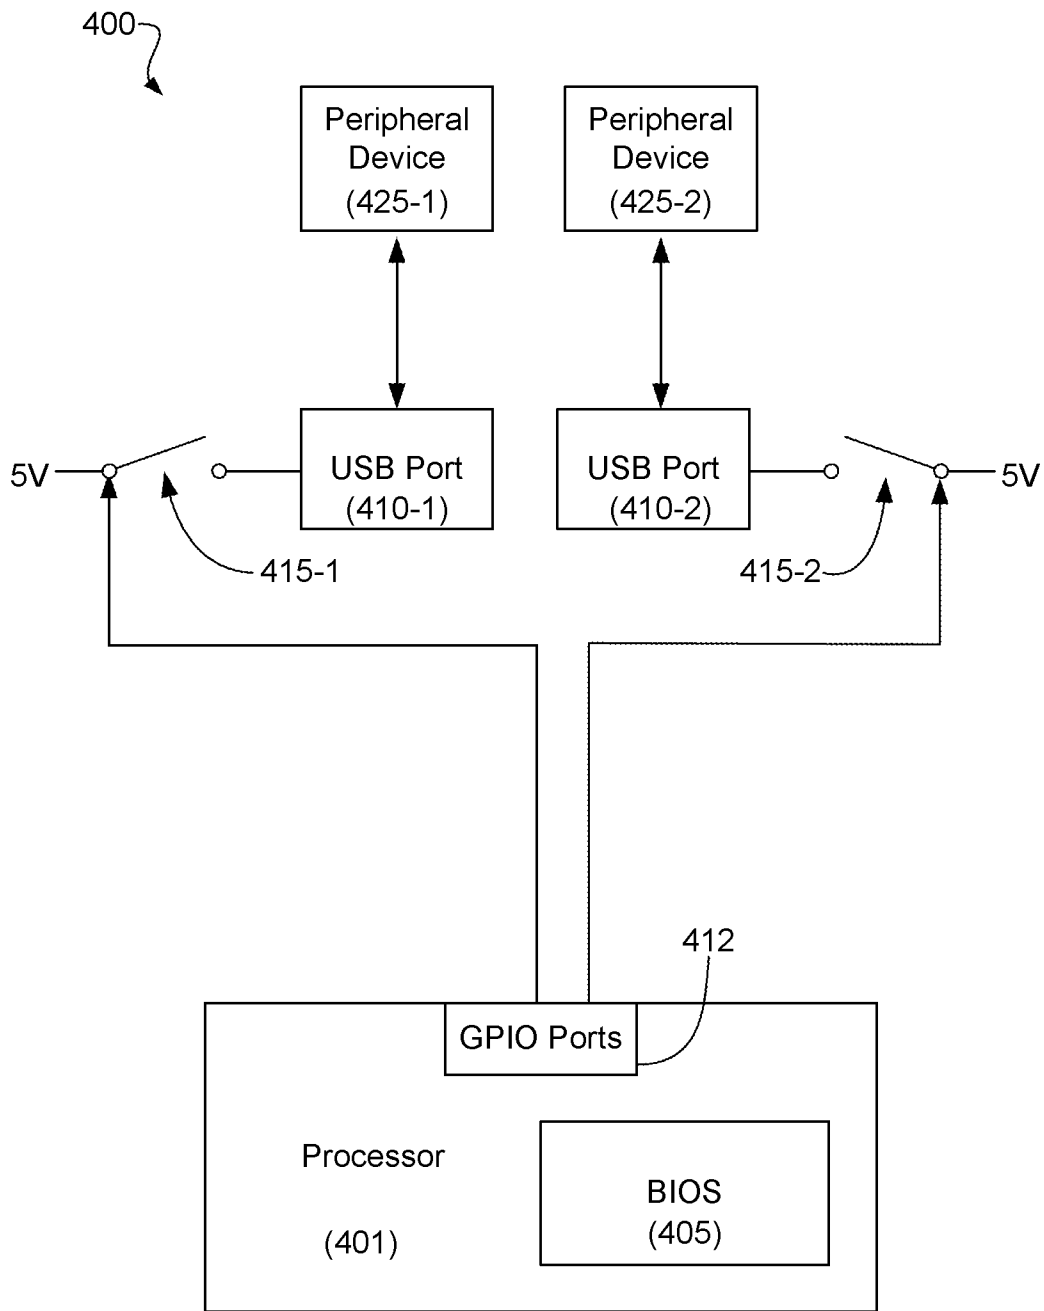 400
Peripheral
Device
(425-1)
Peripheral
Device
(425-2)
5V
USB Port
(410-1)
USB Port
(410-2)
5V
415-1
415-2
412
GPIO Ports
Processor
(401)
BIOS
(405)